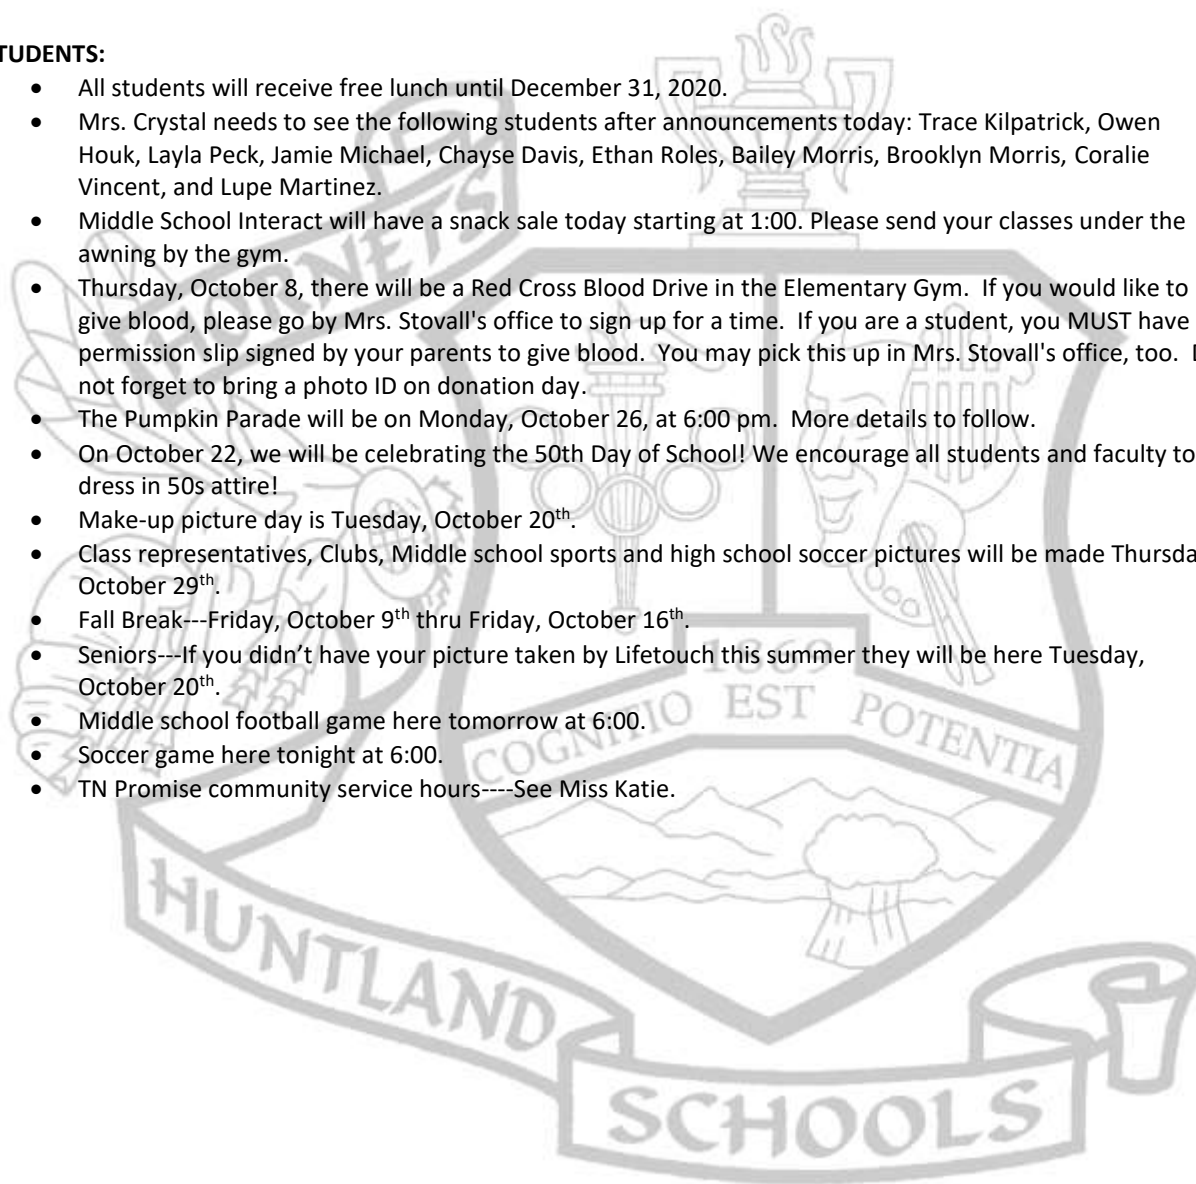 TUDENTS:
• All students will receive free lunch until December 31, 2020.
• Mrs. Crystal needs to see the following students after announcements today: Trace Kilpatrick, Owen
Houk, Layla Peck, Jamie Michael, Chayse Davis, Ethan Roles, Bailey Morris, Brooklyn Morris, Coralie
Vincent, and Lupe Martinez.
• Middle School Interact will have a snack sale today starting at 1:00. Please send your classes under the
awning by the gym.
• Thursday, October 8, there will be a Red Cross Blood Drive in the Elementary Gym.  If you would like to
give blood, please go by Mrs. Stovall's office to sign up for a time.  If you are a student, you MUST have
permission slip signed by your parents to give blood.  You may pick this up in Mrs. Stovall's office, too.
not forget to bring a photo ID on donation day.
• The Pumpkin Parade will be on Monday, October 26, at 6:00 pm.  More details to follow.
• On October 22, we will be celebrating the 50th Day of School! We encourage all students and faculty to
dress in 50s attire!
• Make-up picture day is Tuesday, October 20th.
• Class representatives, Clubs, Middle school sports and high school soccer pictures will be made Thursda
October 29th.
• Fall Break---Friday, October 9th thru Friday, October 16th.
• Seniors---If you didn’t have your picture taken by Lifetouch this summer they will be here Tuesday,
October 20th.
• Middle school football game here tomorrow at 6:00.
• Soccer game here tonight at 6:00.
• TN Promise community service hours----See Miss Katie.
HORNETS
1869
COGNITIO EST POTENTIA
HUNTLAND
SCHOOLS